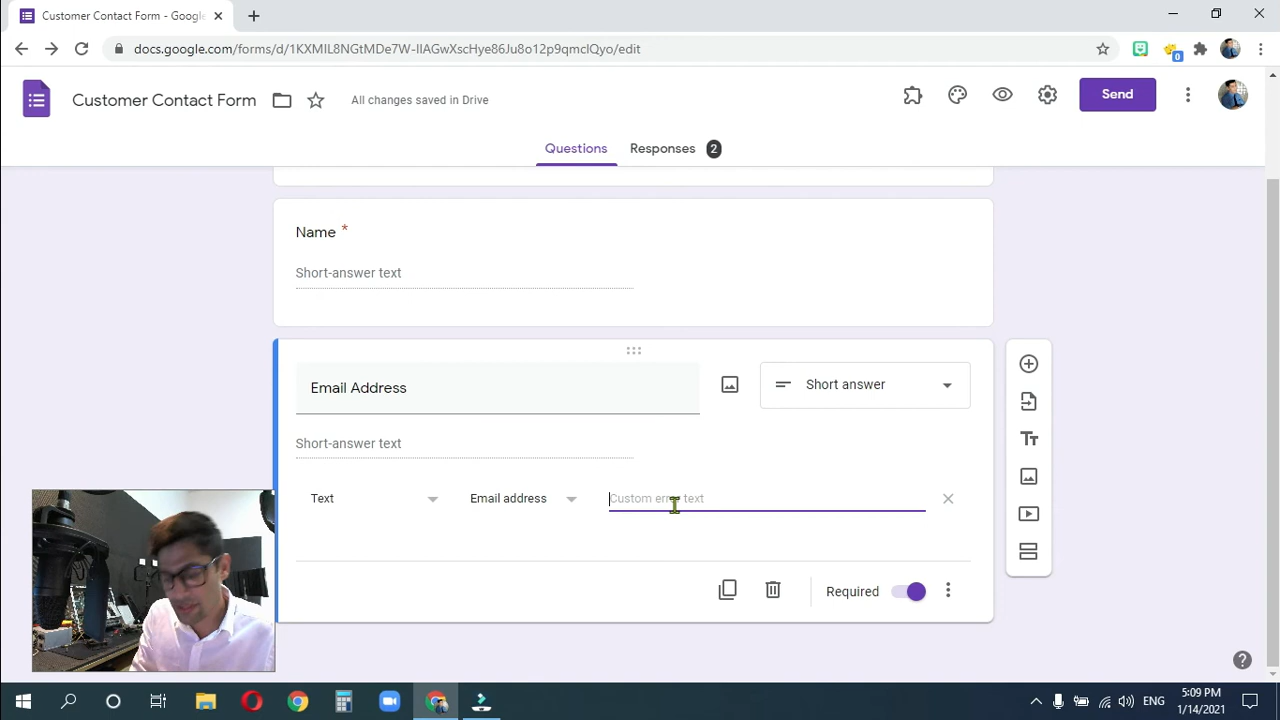 Customer Contact Form - Google
docs.google.com/forms/d/1KXMIL8NGtMDe7W-IIAGwXscHye86Ju8o12p9qmcIQyo/edit
0
Customer Contact Form
All changes saved in Drive
Send
Questions
Responses 2
Name *
Short-answer text
Email Address
Short answer
Short-answer text
Text
Email address
Custom error text
Required
ENG
5:09 PM
1/14/2021